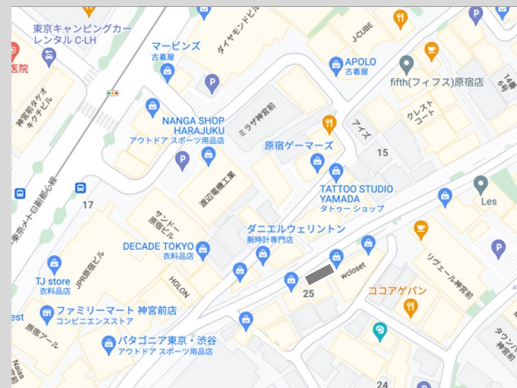 東京キャンピングカー
レンタル C-LH
医院
神宮前タケオ
キクチビル
マービンズ
古着屋
ダイヤモンドビル
J-CUBE
APOLO
古着屋
fifth(フィフス)原宿店
クレスト
コート
NANGA SHOP
HARAJUKU
アウトドア スポーツ用品店
ミラザ神宮前
アイズ
15
原宿ゲーマーズ
渡辺電機工業
TATTOO STUDIO
YAMADA
タトゥー ショップ
Les
東京メトロ副都心線
17
サンドー
原宿ビル
ダニエルウェリントン
腕時計専門店
DECADE TOKYO
衣料品店
JPR原宿ビル
HOLON
TJ store
衣料品店
25
wcloset
リヴェール神宮前
ココアゲパン
ファミリーマート 神宮前店
コンビニエンスストア
est
原宿アール
パタゴニア東京・渋谷
アウトドア スポーツ用品店
Naias
24